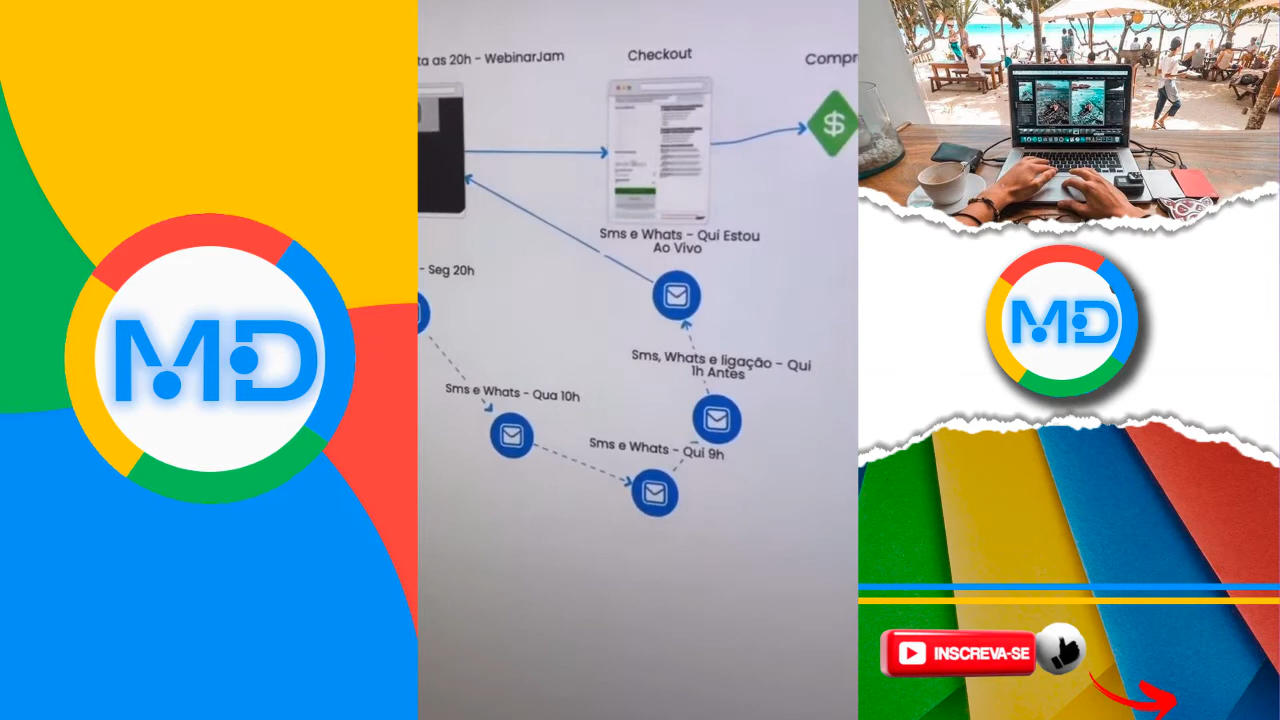 MD
ta as 20h - WebinarJam
Checkout
Compr
Sms e Whats - Qui Estou
Ao Vivo
- Seg 20h
Sms, Whats e ligação - Qui
1h Antes
Sms e Whats - Qua 10h
Sms e Whats - Qui 9h
MD
INSCREVA-SE